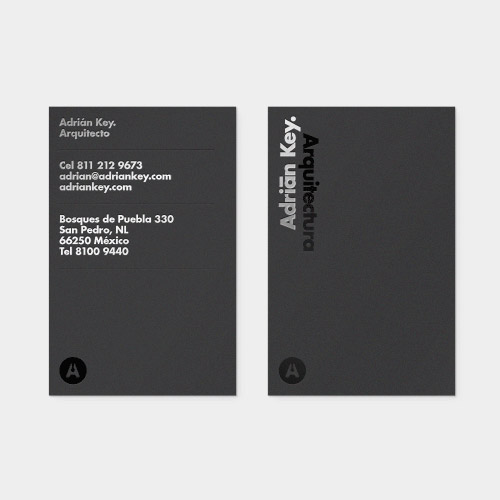 Adrián Key.
Arquitecto
Cel 811 212 9673
adrian@adriankey.com
adriankey.com
Bosques de Puebla 330
San Pedro, NL
66250 México
Tel 8100 9440
A
Adrián Key.
Arquitectura
A